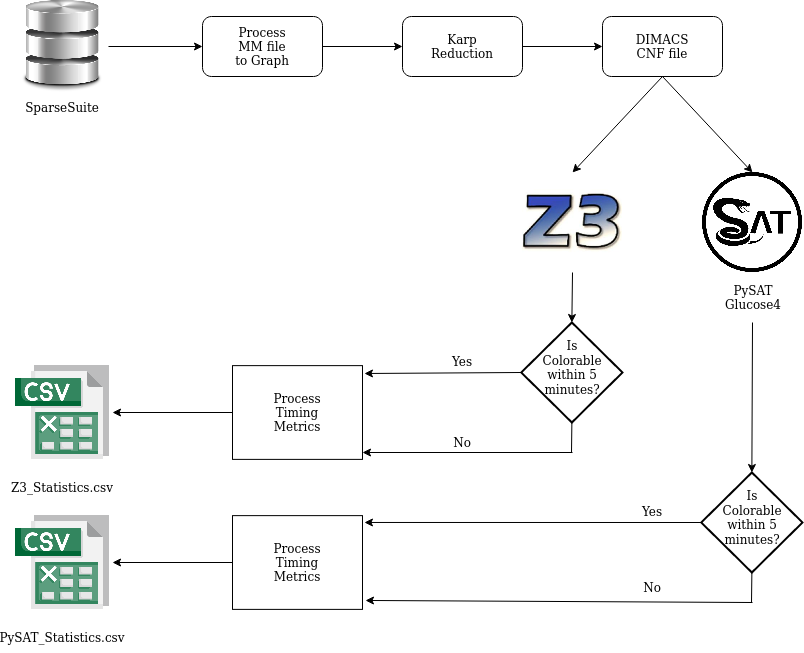 Process
MM file
to Graph
Karp
Reduction
DIMACS
CNF file
SparseSuite
Z3
SAT
PySAT
Glucose4
Is
Colorable
within 5
minutes?
Yes
No
Process
Timing
Metrics
CSV
Z3_Statistics.csv
Is
Colorable
within 5
minutes?
Yes
No
Process
Timing
Metrics
CSV
PySAT_Statistics.csv